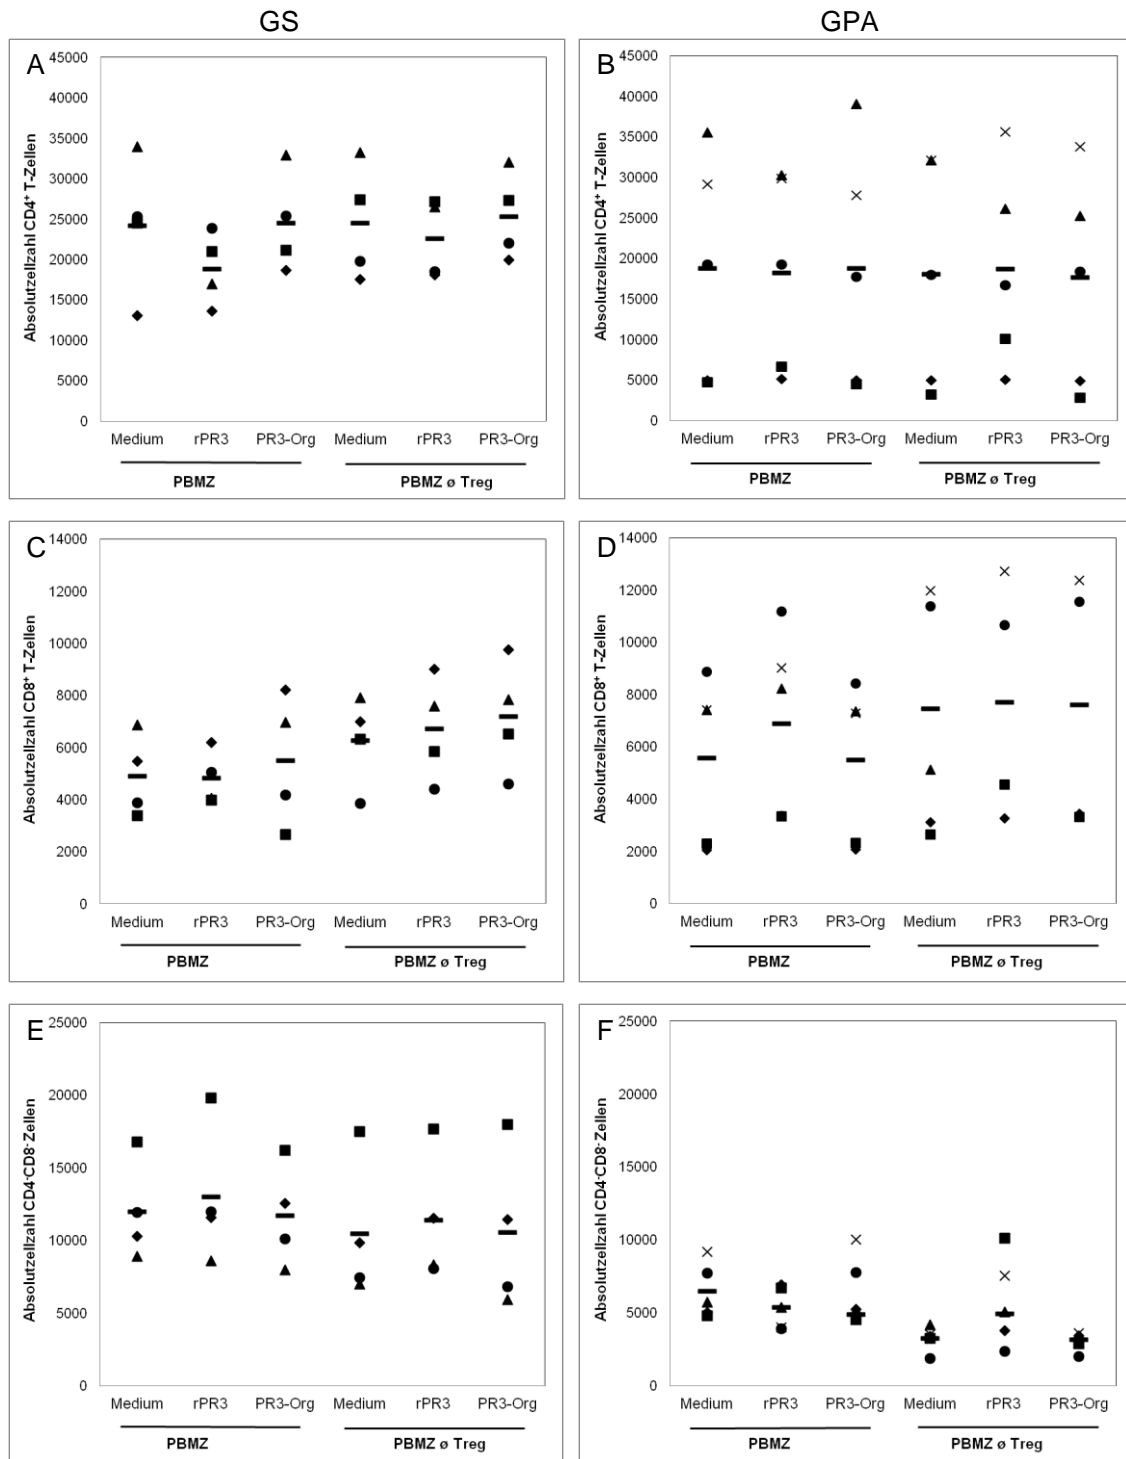 GS
GPA
A
Absolutzellzahl CD4⁺ T-Zellen
45000
40000
35000
30000
25000
20000
15000
10000
5000
0
Medium rPR3 PR3-Org Medium rPR3 PR3-Org
PBMZ PBMZ ø Treg
B
Absolutzellzahl CD4⁺ T-Zellen
45000
40000
35000
30000
25000
20000
15000
10000
5000
0
Medium rPR3 PR3-Org Medium rPR3 PR3-Org
PBMZ PBMZ ø Treg
C
Absolutzellzahl CD8⁺ T-Zellen
14000
12000
10000
8000
6000
4000
2000
0
Medium rPR3 PR3-Org Medium rPR3 PR3-Org
PBMZ PBMZ ø Treg
D
Absolutzellzahl CD8⁺ T-Zellen
14000
12000
10000
8000
6000
4000
2000
0
Medium rPR3 PR3-Org Medium rPR3 PR3-Org
PBMZ PBMZ ø Treg
E
Absolutzellzahl CD4⁻CD8⁻ Zellen
25000
20000
15000
10000
5000
0
Medium rPR3 PR3-Org Medium rPR3 PR3-Org
PBMZ PBMZ ø Treg
F
Absolutzellzahl CD4⁻CD8⁻ Zellen
25000
20000
15000
10000
5000
0
Medium rPR3 PR3-Org Medium rPR3 PR3-Org
PBMZ PBMZ ø Treg